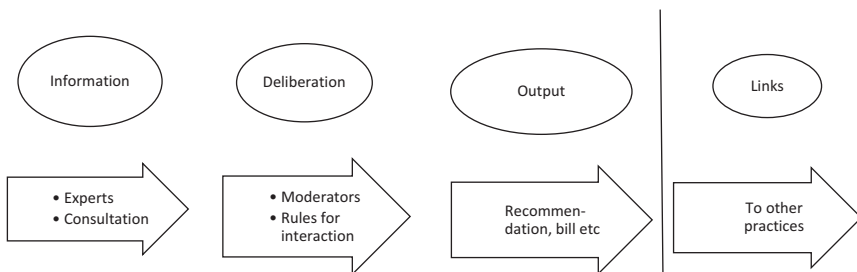 Information
Deliberation
Output
Links
• Experts
• Consultation
• Moderators
• Rules for
interaction
Recommen-
dation, bill etc
To other
practices